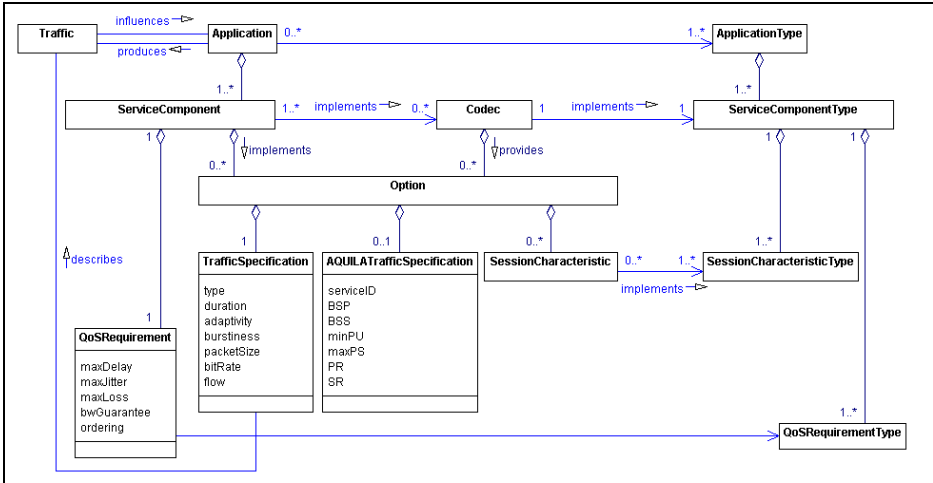 influences
Traffic Application 0..* 1..* ApplicationType
produces
1..* 1..*
implements implements
ServiceComponent 1..* 0..* Codec 1 1 ServiceComponentType
1 1 1
implements provides
0..* 0..*
Option
1 0..1 0..* 1..*
describes
TrafficSpecification AQUILATrafficSpecification SessionCharacteristic 0..* 1..* SessionCharacteristicType
implements
type
duration
adaptivity
burstiness
packetSize
bitRate
flow
serviceID
BSP
BSS
minPU
maxPS
PR
SR
1
QoSRequirement
maxDelay
maxJitter
maxLoss
bwGuarantee
ordering
1..*
QoSRequirementType